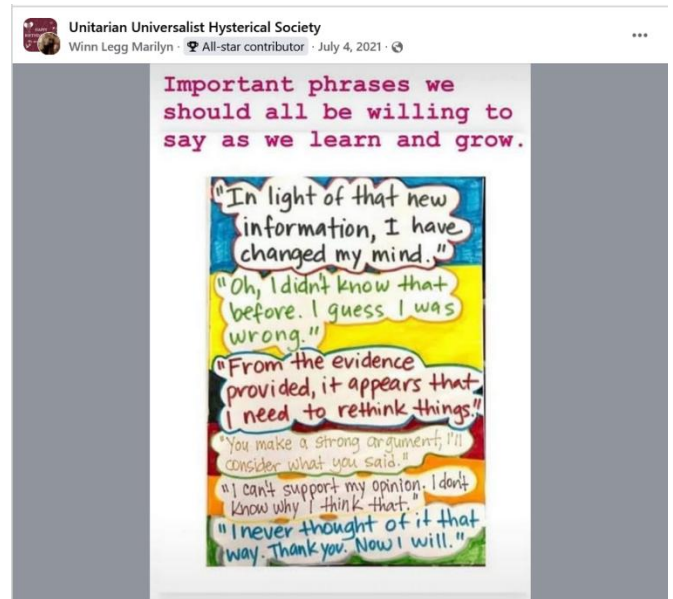 Unitarian Universalist Hysterical Society
Winn Legg Marilyn · All-star contributor · July 4, 2021 ·
Important phrases we
should all be willing to
say as we learn and grow.
"In light of that new
information, I have
changed my mind."
"Oh, I didn't know that
before. I guess I was
wrong."
"From the evidence
provided, it appears that
I need to rethink things."
"You make a strong argument, I'll
consider what you said."
"I can't support my opinion. I don't
know why I think that."
"I never thought of it that
way. Thank you. Now I will."